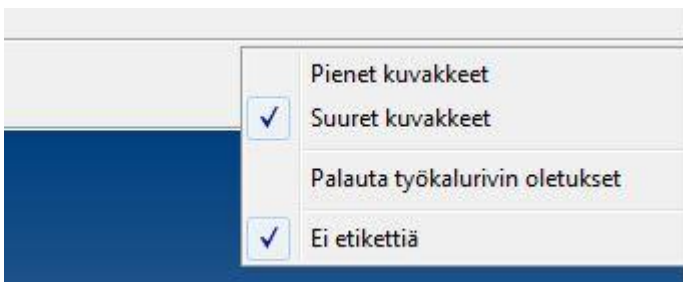 Pienet kuvakkeet
Suuret kuvakkeet
Palauta työkalurivin oletukset
Ei etikettiä